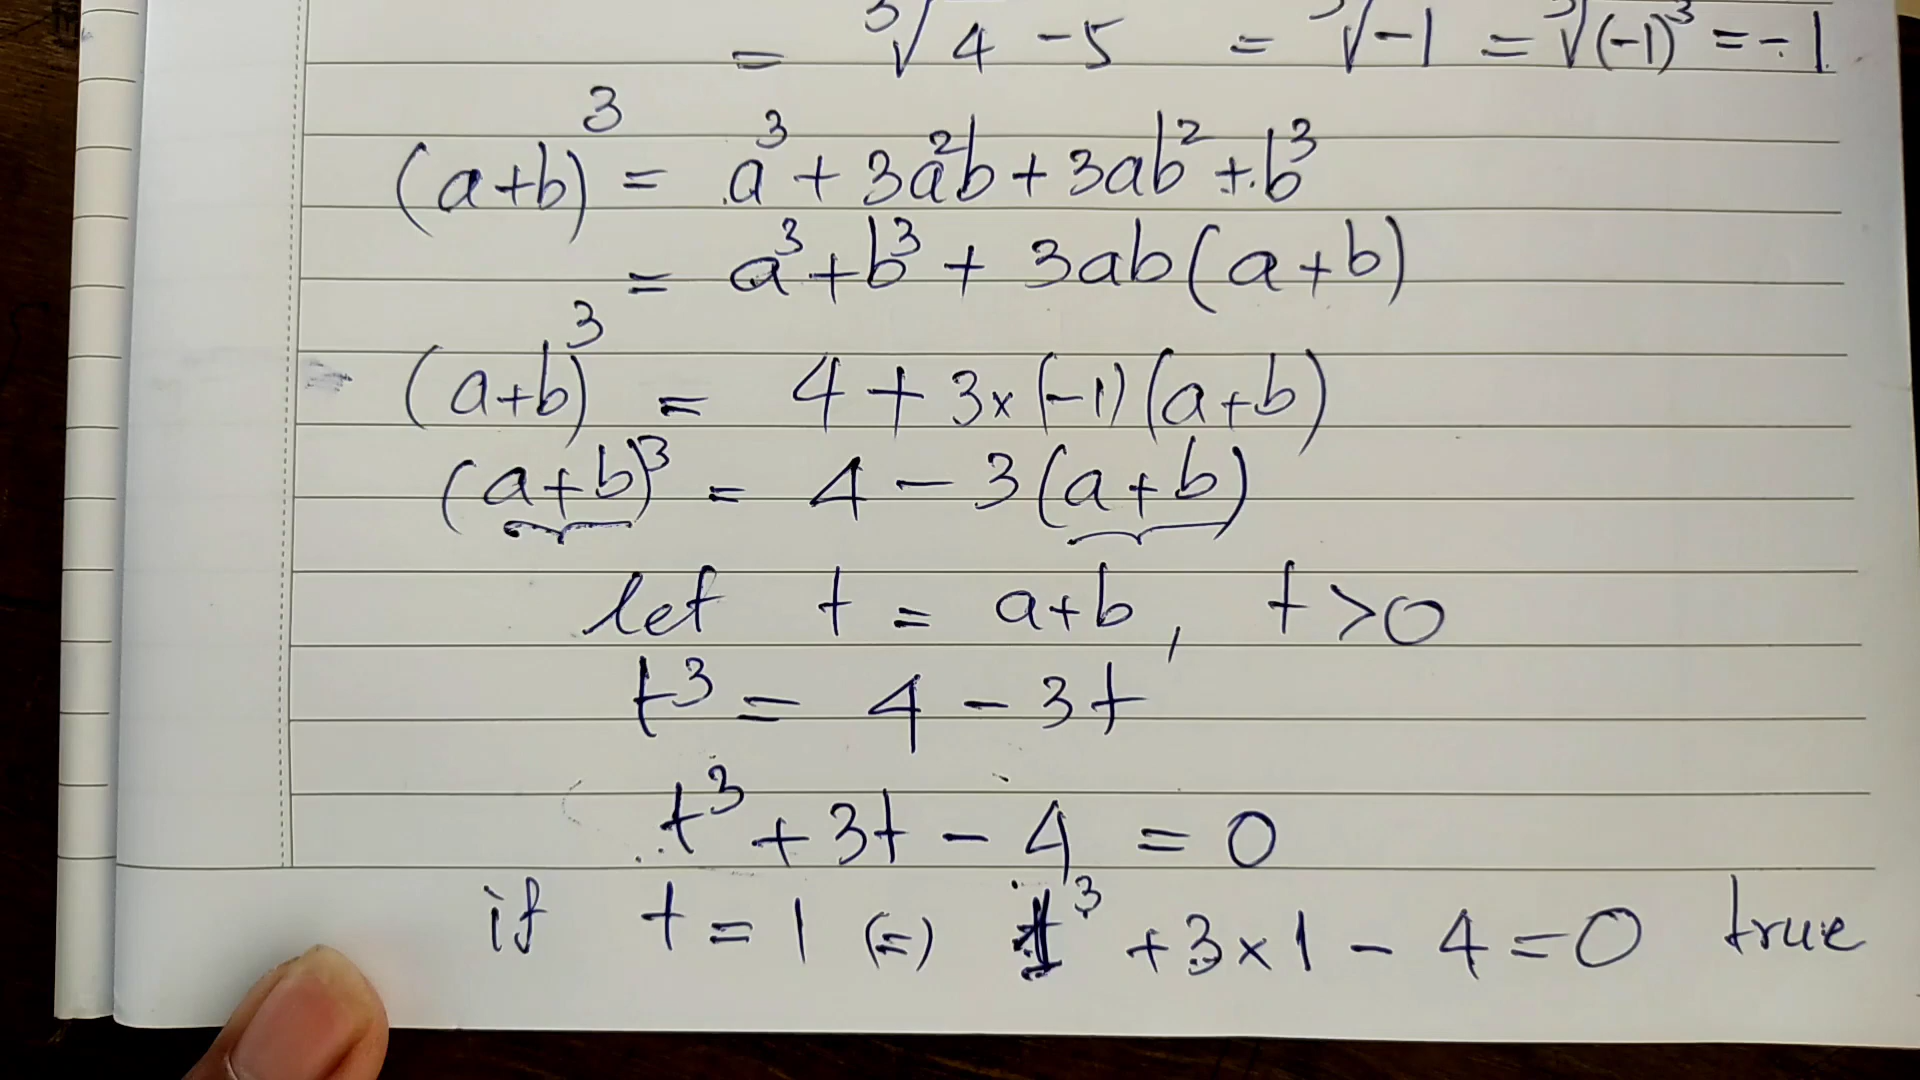 = ∛4 - 5 = ∛-1 = ∛(-1)³ = -1
(a+b)³ = a³ + 3a²b + 3ab² + b³
= a³+b³ + 3ab(a+b)
(a+b)³ = 4 + 3×(-1)(a+b)
(a+b)³ = 4 - 3(a+b)
let t = a+b, t>0
t³ = 4 - 3t
t³ + 3t - 4 = 0
if t = 1 (=) 1³ + 3×1 - 4 = 0 true